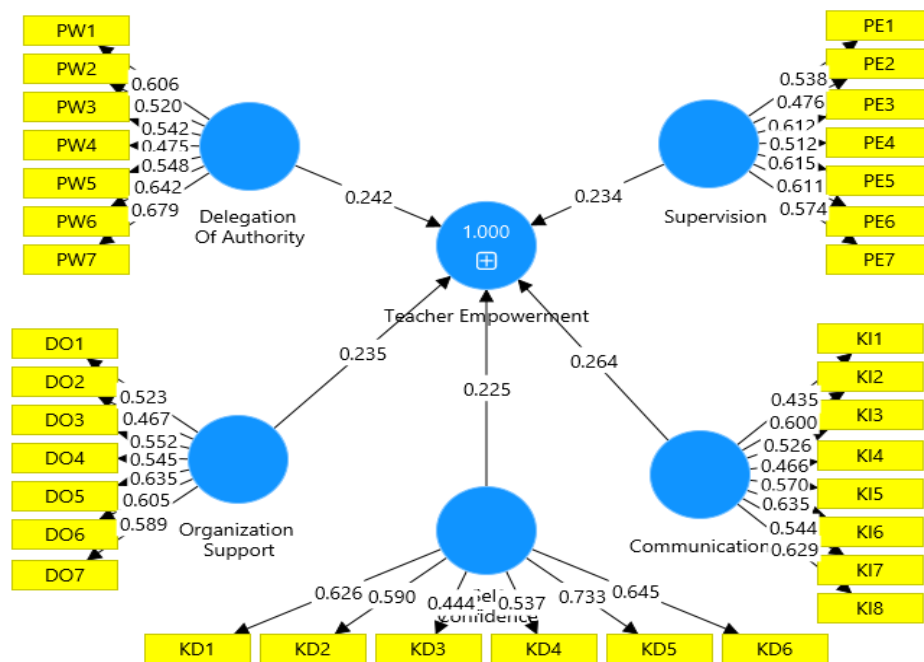 PW1
PW2
PW3
PW4
PW5
PW6
PW7
0.606
0.520
0.542
0.475
0.548
0.642
0.679
Delegation
Of Authority
0.242
PE1
PE2
PE3
PE4
PE5
PE6
PE7
0.538
0.476
0.612
0.512
0.615
0.611
0.574
Supervision
0.234
1.000
Teacher Empowerment
DO1
DO2
DO3
DO4
DO5
DO6
DO7
0.523
0.467
0.552
0.545
0.635
0.605
0.589
Organization
Support
0.235
0.225
0.264
KI1
KI2
KI3
KI4
KI5
KI6
KI7
KI8
0.435
0.600
0.526
0.466
0.570
0.635
0.544
0.629
Communication
Self
Confidence
0.626
0.590
0.444
0.537
0.733
0.645
KD1
KD2
KD3
KD4
KD5
KD6